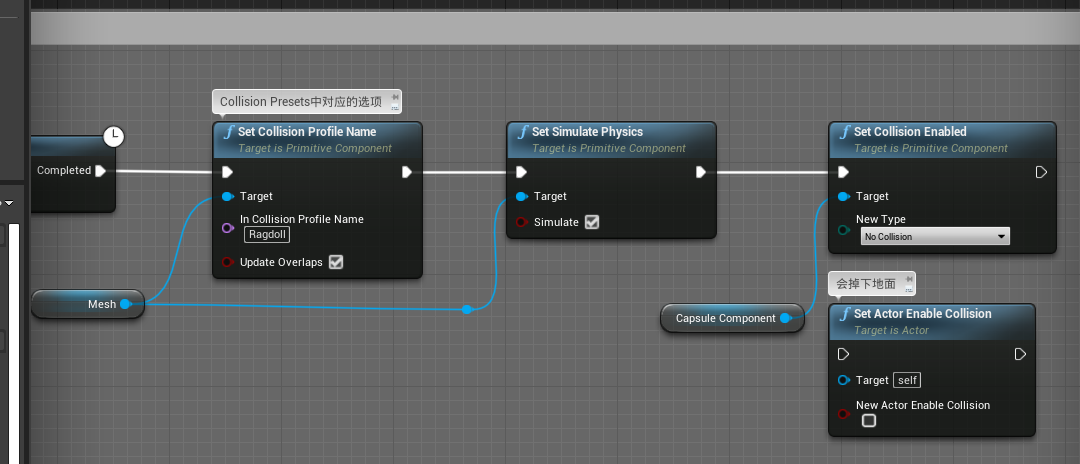 Collision Presets中对应的选项
Set Collision Profile Name
Target is Primitive Component
Completed
Target
In Collision Profile Name
Ragdoll
Update Overlaps
Mesh
Set Simulate Physics
Target is Primitive Component
Target
Simulate
Set Collision Enabled
Target is Primitive Component
Target
New Type
No Collision
Capsule Component
会掉下地面
Set Actor Enable Collision
Target is Actor
Target self
New Actor Enable Collision